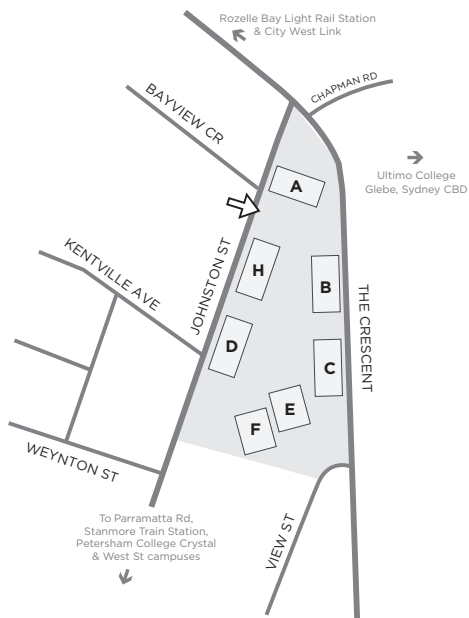 Rozelle Bay Light Rail Station
& City West Link
CHAPMAN RD
BAYVIEW CR
A
Ultimo College
Glebe, Sydney CBD
KENTVILLE AVE
JOHNSTON ST
H
B
THE CRESCENT
D
C
E
F
WEYNTON ST
To Parramatta Rd,
Stanmore Train Station,
Petersham College Crystal
& West St campuses
VIEW ST